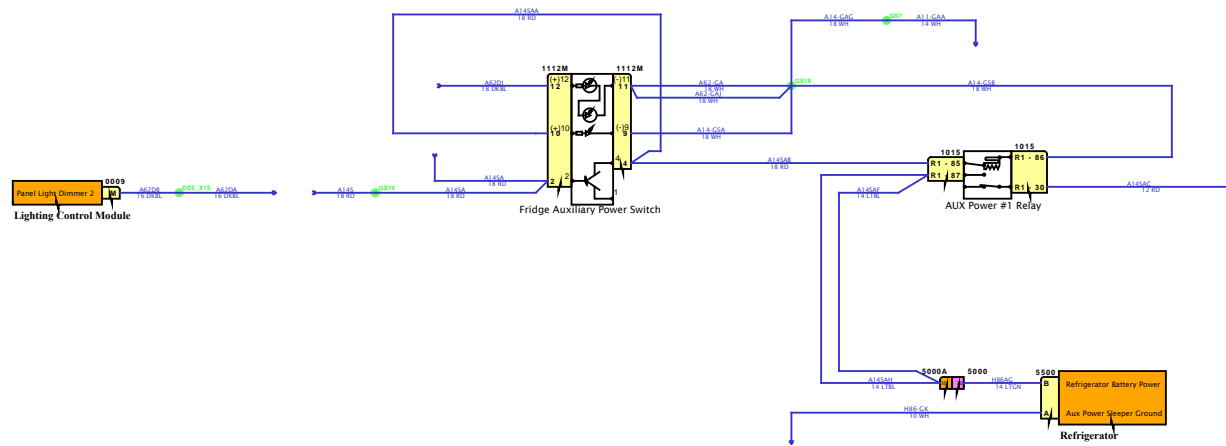 A14SAA
18 RD
A14-GAG
18 WH
GS7
A11-GAA
14 WH
1112M
1112M
(+)12
12
(-)11
11
A62DJ
18 DKBL
A62-GA
18 WH
A62-GAJ
18 WH
GS18
A14-GSB
18 WH
(+)10
10
(-)9
9
A14-GSA
18 WH
4
4
A14SAB
18 RD
1015
1015
R1 - 85
R1 - 86
R1 - 87
R1 - 30
AUX Power #1 Relay
A14SAC
12 RD
A14SAF
14 LTBL
A14SA
18 RD
2
2
1
Fridge Auxiliary Power Switch
0009
Panel Light Dimmer 2
M
Lighting Control Module
A62DB
16 DKBL
DS5_X15
A62DA
16 DKBL
A14S
18 RD
GS19
A14SA
18 RD
5000A
5000
A14SAH
14 LTBL
H86AG
14 LTGN
5500
B
Refrigerator Battery Power
A
Aux Power Sleeper Ground
Refrigerator
H86-GK
10 WH